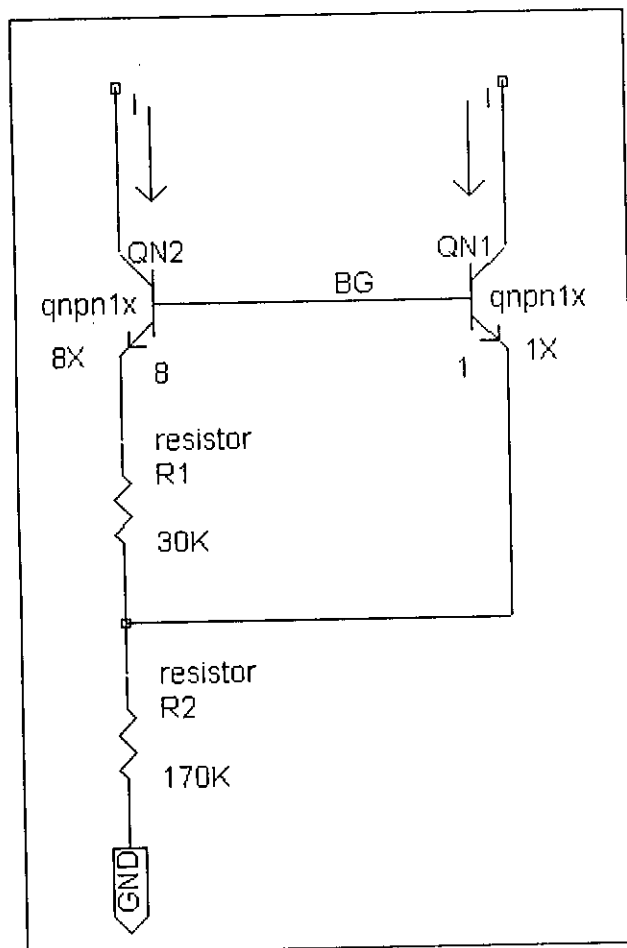 I
I
QN2
QN1
BG
qnpn1x
qnpn1x
8X
8
1
1X
resistor
R1
30K
resistor
R2
170K
GND